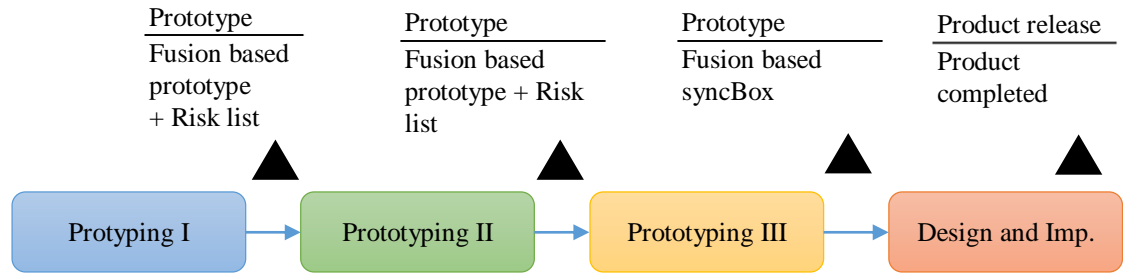 Prototype
Fusion based
prototype
+ Risk list
Prototype
Fusion based
prototype + Risk
list
Prototype
Fusion based
syncBox
Product release
Product
completed
Protyping I
Prototyping II
Prototyping III
Design and Imp.